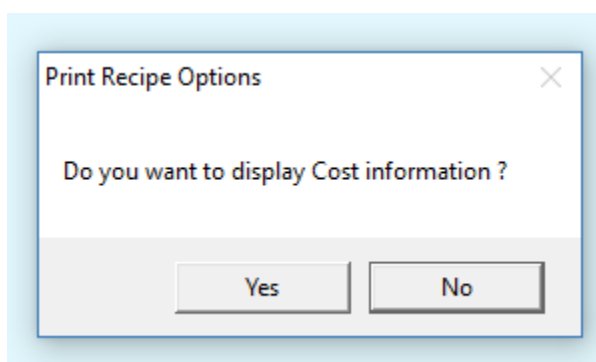 Print Recipe Options
Do you want to display Cost information ?
Yes
No